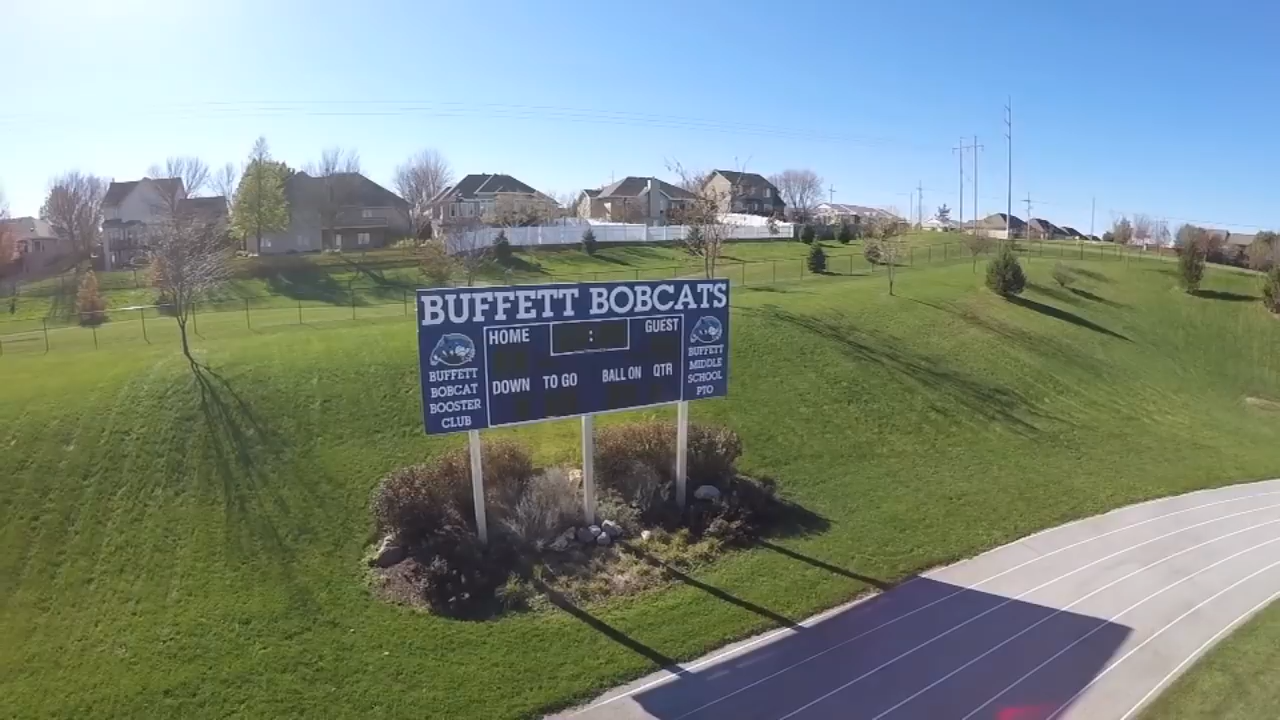 BUFFETT BOBCATS
HOME
:
GUEST
DOWN TO GO BALL ON QTR
BUFFETT
BOBCAT
BOOSTER
CLUB
BUFFETT
MIDDLE
SCHOOL
PTO